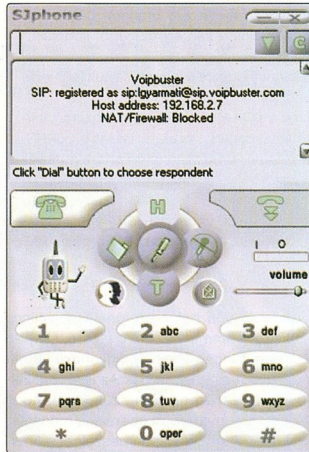 SJphone
C
Voipbuster
SIP: registered as sip:lgyarmati@sip.voipbuster.com
Host address: 192.168.2.7
NAT/Firewall: Blocked
Click "Dial" button to choose respondent
H
I O
T
volume
1 2 abc 3 def
4 ghi 5 jkl 6 mno
7 pqrs 8 tuv 9 wxyz
* 0 oper #